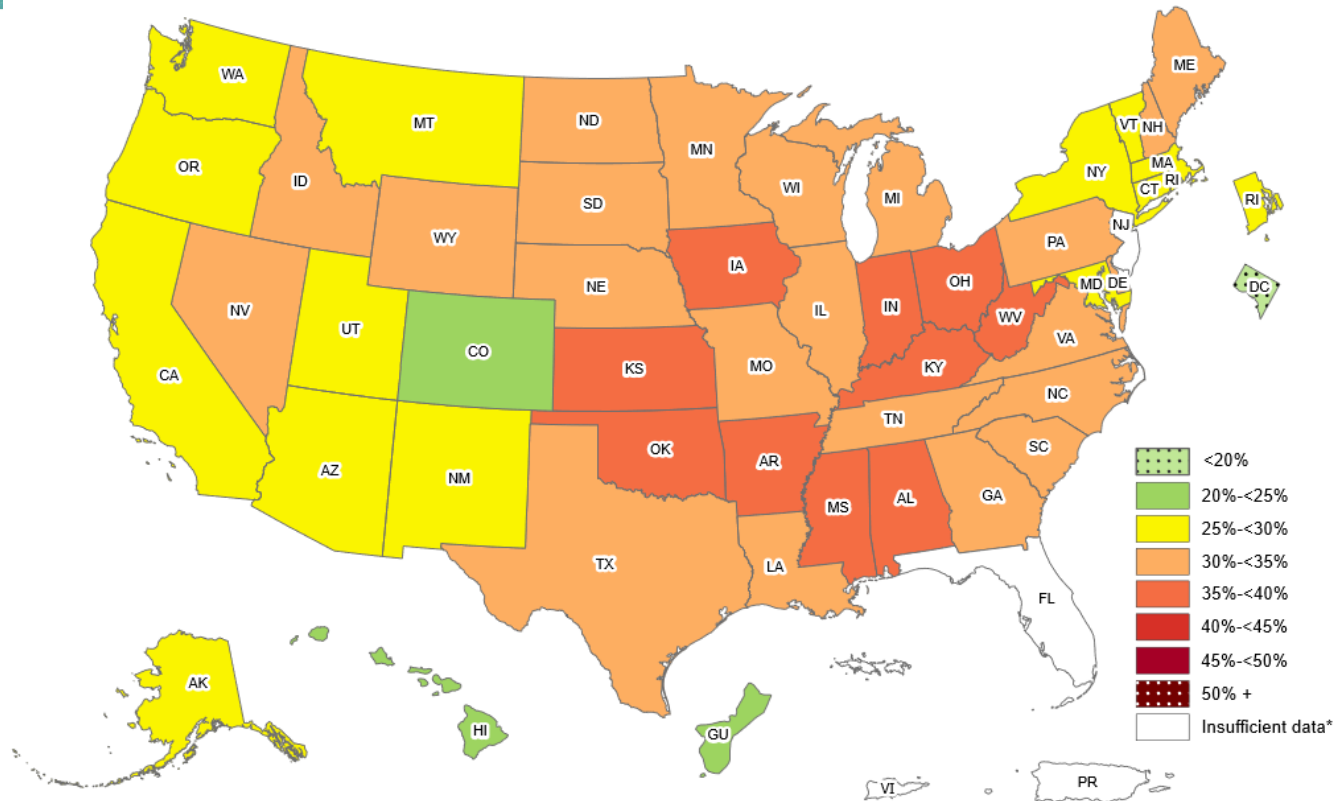 WA
MT
ND
MN
ME
VT
NH
OR
ID
SD
WI
MI
NY
MA
RI
CT
RI
WY
IA
NE
PA
NJ
NV
UT
CO
IL
IN
OH
MD
DE
DC
WV
VA
CA
KS
MO
KY
NC
TN
AZ
NM
OK
AR
SC
MS
AL
GA
TX
LA
FL
AK
HI
GU
VI
PR
<20%
20%-<25%
25%-<30%
30%-<35%
35%-<40%
40%-<45%
45%-<50%
50% +
Insufficient data*